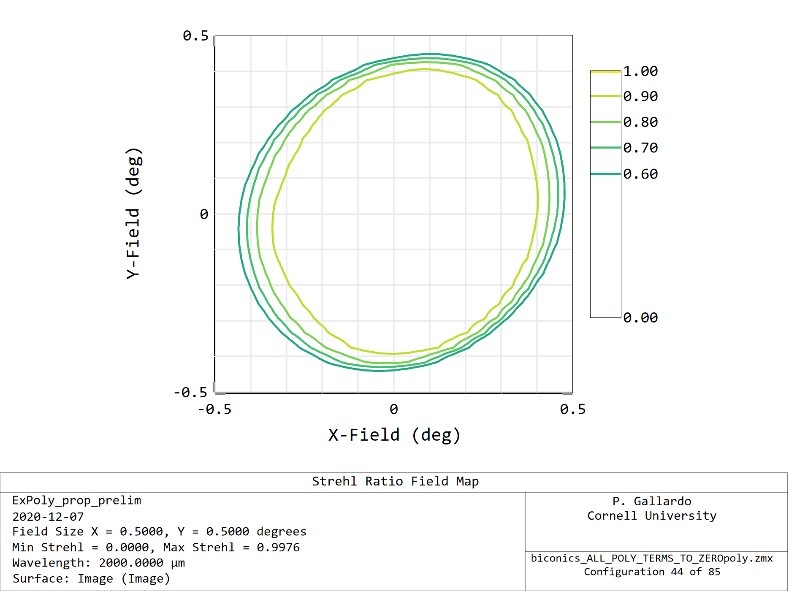 0.5
0
-0.5
Y-Field (deg)
-0.5 0 0.5
X-Field (deg)
1.00
0.90
0.80
0.70
0.60
0.00
Strehl Ratio Field Map
ExPoly_prop_prelim
2020-12-07
Field Size X = 0.5000, Y = 0.5000 degrees
Min Strehl = 0.0000, Max Strehl = 0.9976
Wavelength: 2000.0000 µm
Surface: Image (Image)
P. Gallardo
Cornell University
biconics_ALL_POLY_TERMS_TO_ZEROpoly.zmx
Configuration 44 of 85